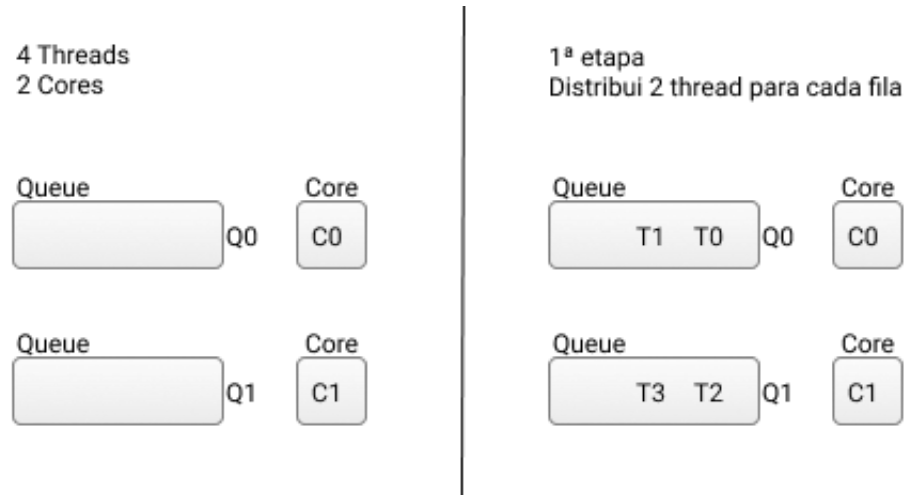 4 Threads
2 Cores
Queue Core
Q0 C0
Queue Core
Q1 C1
1ª etapa
Distribui 2 thread para cada fila
Queue Core
T1 T0 Q0 C0
Queue Core
T3 T2 Q1 C1